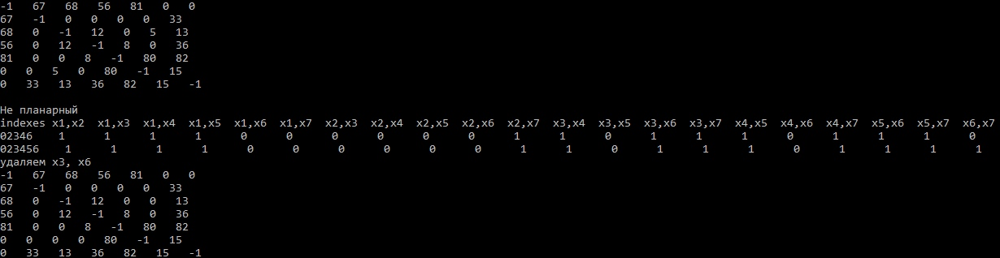 -1 67 68 56 81 0 0
67 -1 0 0 0 0 33
68 0 -1 12 0 5 13
56 0 12 -1 8 0 36
81 0 0 8 -1 80 82
0 0 5 0 80 -1 15
0 33 13 36 82 15 -1
Не планарный
indexes x1,x2 x1,x3 x1,x4 x1,x5 x1,x6 x1,x7 x2,x3 x2,x4 x2,x5 x2,x6 x2,x7 x3,x4 x3,x5 x3,x6 x3,x7 x4,x5 x4,x6 x4,x7 x5,x6 x5,x7 x6,x7
02346 1 1 1 1 0 0 0 0 0 0 1 1 0 1 1 1 0 1 1 1 0
023456 1 1 1 1 0 0 0 0 0 0 1 1 0 1 1 1 0 1 1 1 1
удаляем x3, x6
-1 67 68 56 81 0 0
67 -1 0 0 0 0 33
68 0 -1 12 0 0 13
56 0 12 -1 8 0 36
81 0 0 8 -1 80 82
0 0 0 0 80 -1 15
0 33 13 36 82 15 -1